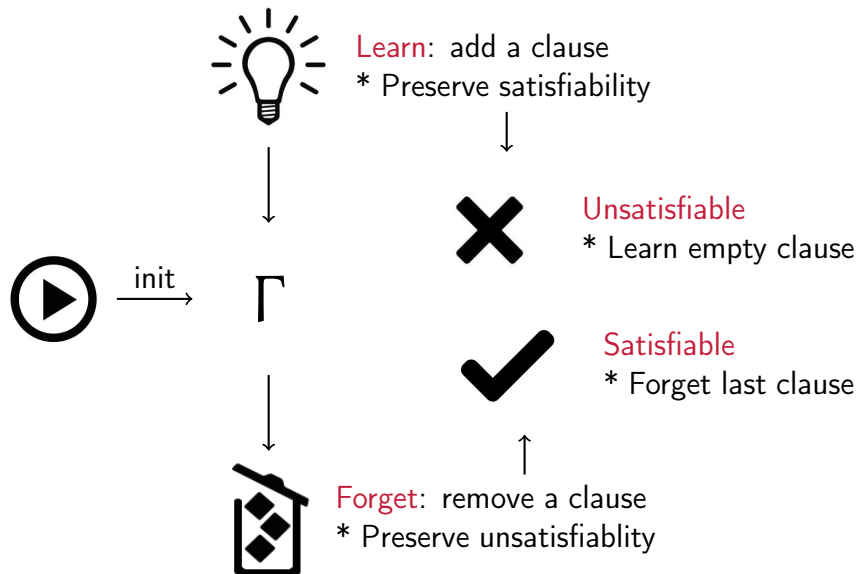 Learn: add a clause
* Preserve satisfiability
Unsatisfiable
* Learn empty clause
init
Γ
Satisfiable
* Forget last clause
Forget: remove a clause
* Preserve unsatisfiablity